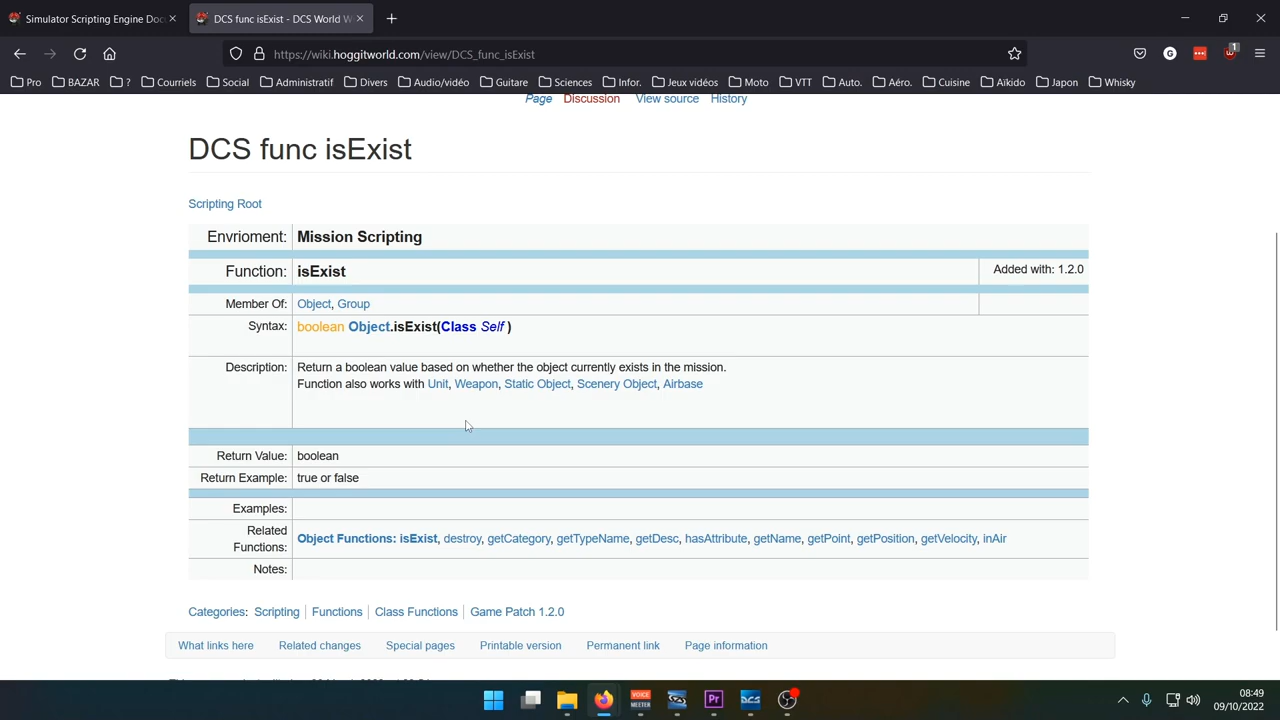 Simulator Scripting Engine Doc
DCS func isExist - DCS World W
https://wiki.hoggitworld.com/view/DCS_func_isExist
1
Pro BAZAR ? Courriels Social Administratif Divers Audio/vidéo Guitare Sciences Infor. Jeux vidéos Moto VTT Auto. Aéro. Cuisine Aïkido Japon Whisky
Page Discussion View source History
DCS func isExist
Scripting Root
Envrioment: Mission Scripting
Function: isExist Added with: 1.2.0
Member Of: Object, Group
Syntax: boolean Object.isExist(Class Self )
Description: Return a boolean value based on whether the object currently exists in the mission.
Function also works with Unit, Weapon, Static Object, Scenery Object, Airbase
Return Value: boolean
Return Example: true or false
Examples:
Related Functions: Object Functions: isExist, destroy, getCategory, getTypeName, getDesc, hasAttribute, getName, getPoint, getPosition, getVelocity, inAir
Notes:
Categories: Scripting Functions Class Functions Game Patch 1.2.0
What links here Related changes Special pages Printable version Permanent link Page information
VOICE MEETER
Pr
DCS
08:49
09/10/2022